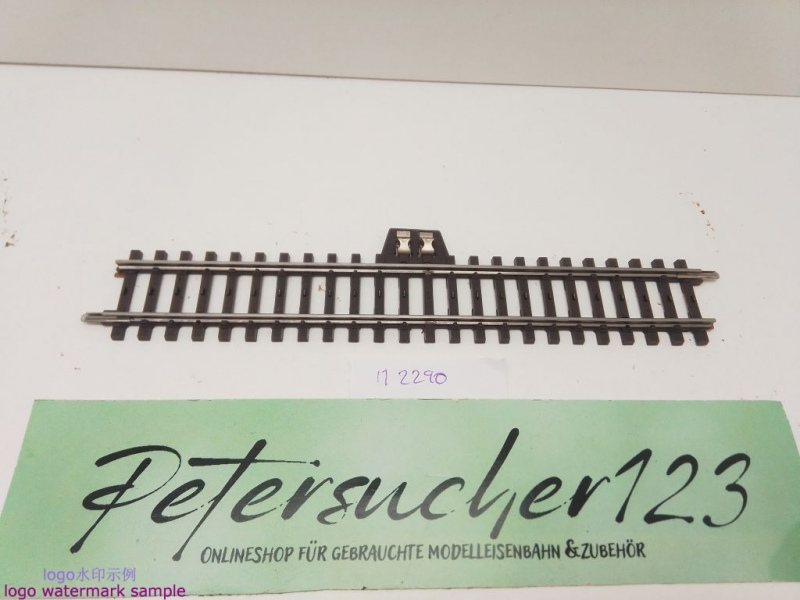 17 2290
Petersucher123
ONLINESHOP FÜR GEBRAUCHTE MODELLEISENBAHN & ZUBEHÖR
logo水印示例
logo watermark sample